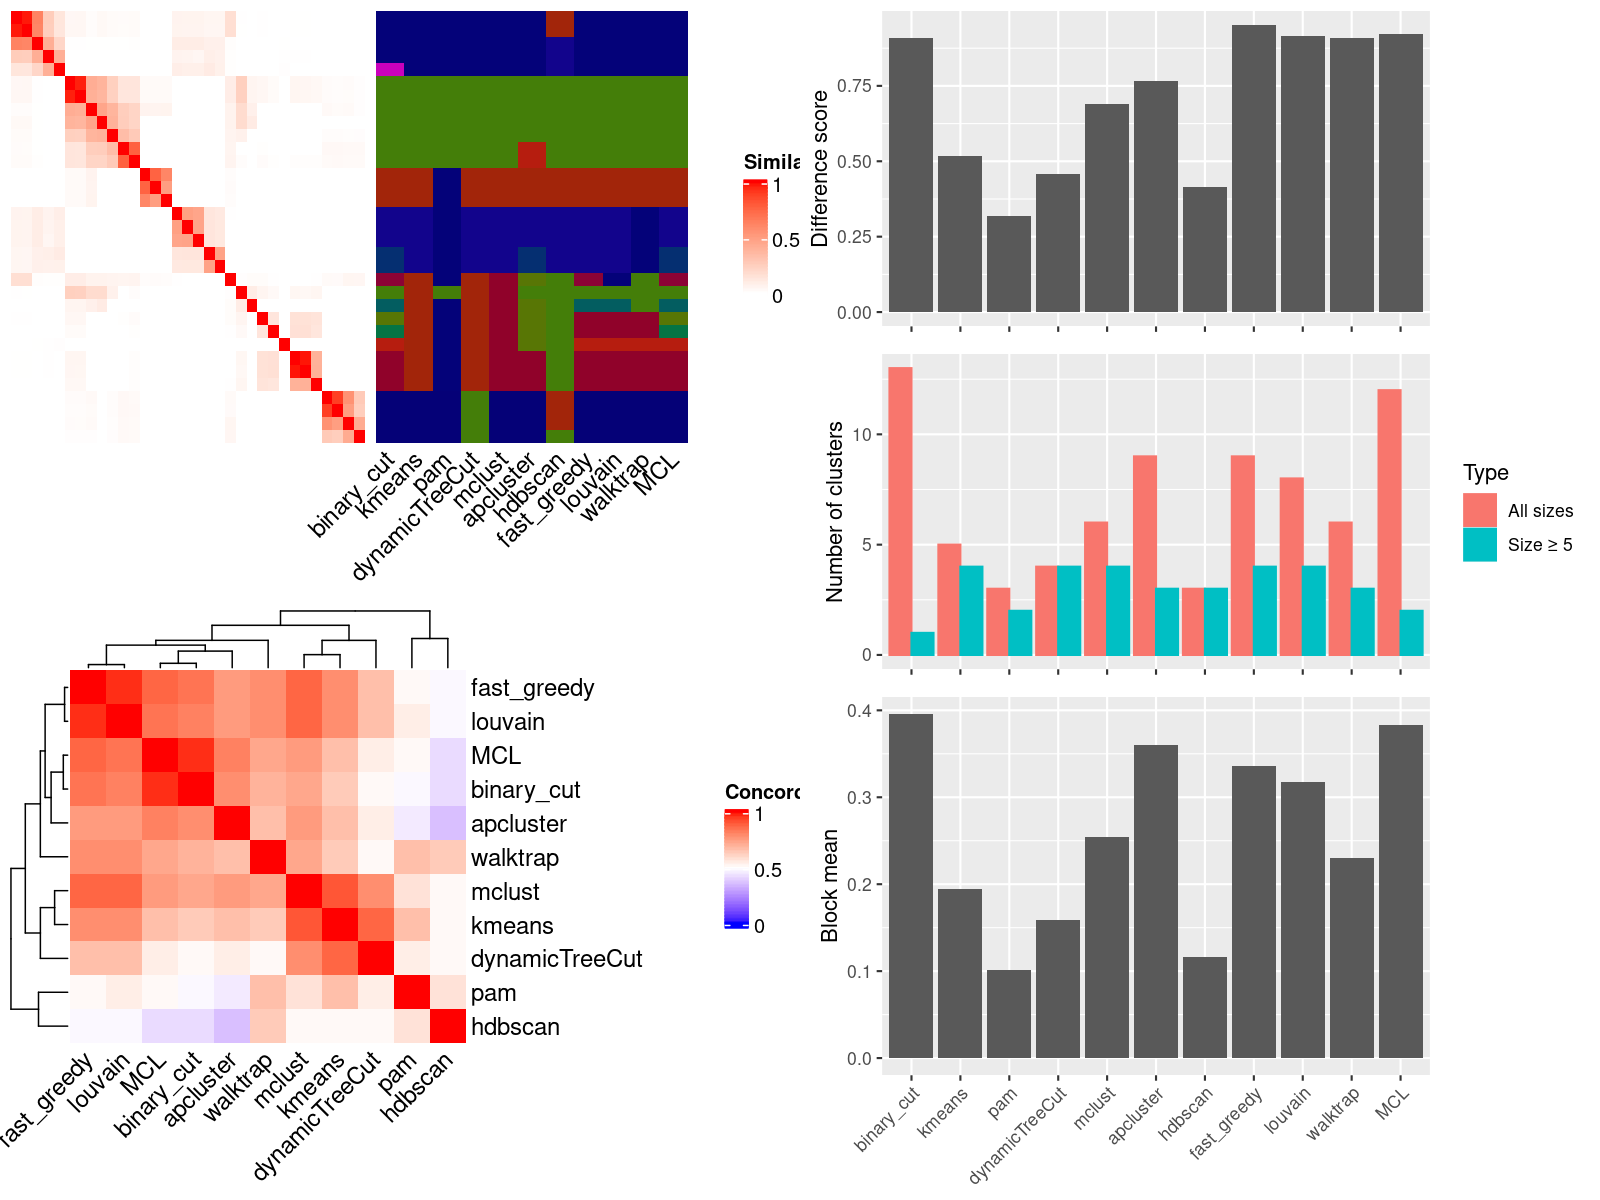 Simila
1
0.5
0
binary_cut
kmeans
pam
dynamicTreeCut
mclust
apcluster
hdbscan
fast_greedy
louvain
walktrap
MCL
fast_greedy
louvain
MCL
binary_cut
apcluster
walktrap
mclust
kmeans
dynamicTreeCut
pam
hdbscan
Concord
1
0.5
0
fast_greedy
louvain
MCL
binary_cut
apcluster
walktrap
mclust
kmeans
dynamicTreeCut
pam
hdbscan
Difference score
0.75
0.50
0.25
0.00
Number of clusters
10
5
0
Type
All sizes
Size ≥ 5
Block mean
0.4
0.3
0.2
0.1
0.0
binary_cut
kmeans
pam
dynamicTreeCut
mclust
apcluster
hdbscan
fast_greedy
louvain
walktrap
MCL